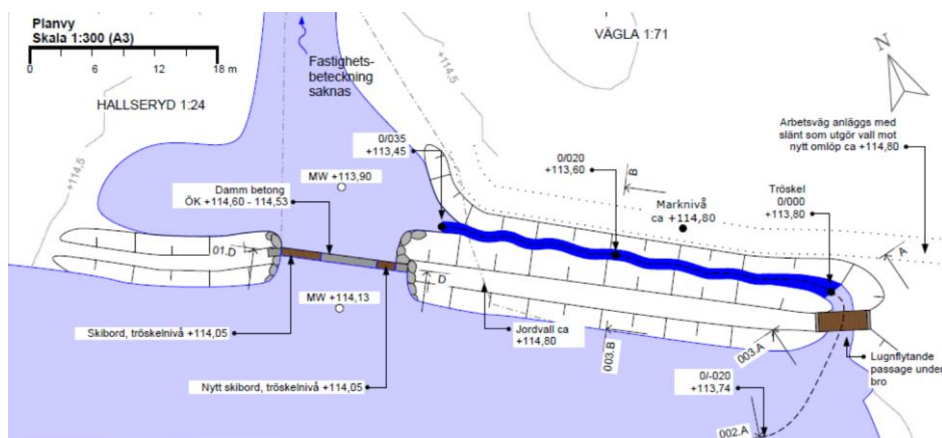 Planvy
Skala 1:300 (A3)
0 6 12 18 m
HALLSERYD 1:24
+114,5
Fastighets-
beteckning
saknas
+114,5
VÄGLA 1:71
N
Arbetsväg anläggs med
slänt som utgör vall mot
nytt omlöp ca +114,80
0/035
+113,45
0/020
+113,60
B
Marknivå
ca +114,80
Tröskel
0/000
+113,80
MW +113,90
Damm betong
ÖK +114,60 - 114,53
01.D
D
A
MW +114,13
Skibord, tröskelnivå +114,05
Jordvall ca
+114,80
003.B
003.A
Nytt skibord, tröskelnivå +114,05
0/-020
+113,74
Lugnflytande
passage under
bro
002.A